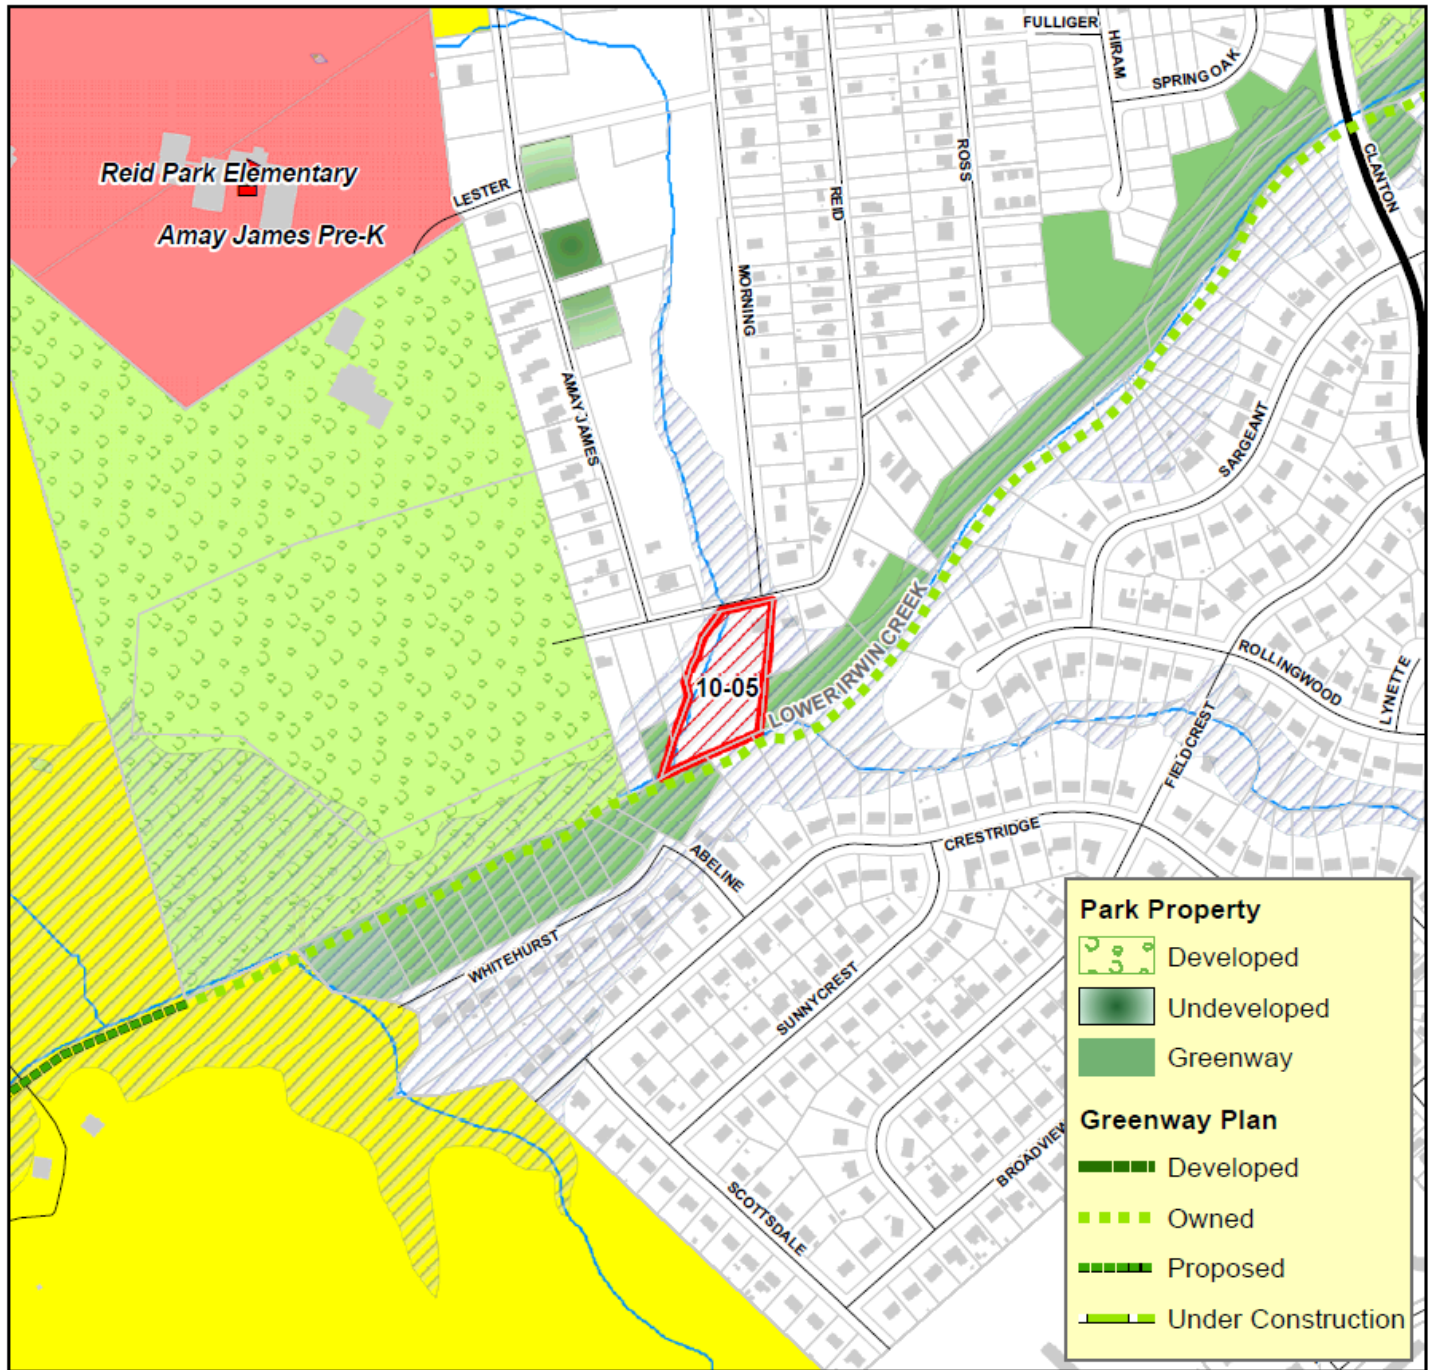 FULLIGER
HIRAM
SPRING OAK
Reid Park Elementary
Amay James Pre-K
LESTER
ROSS
REID
CLANTON
MORNING
AMAY JAMES
SARGEANT
LOWER IRWIN CREEK
10-05
ROLLINGWOOD
LYNETTE
FIELDCREST
CRESTRIDGE
ABELINE
WHITEHURST
SUNNYCREST
BROADVIEW
SCOTTSDALE
Park Property
Developed
Undeveloped
Greenway
Greenway Plan
Developed
Owned
Proposed
Under Construction